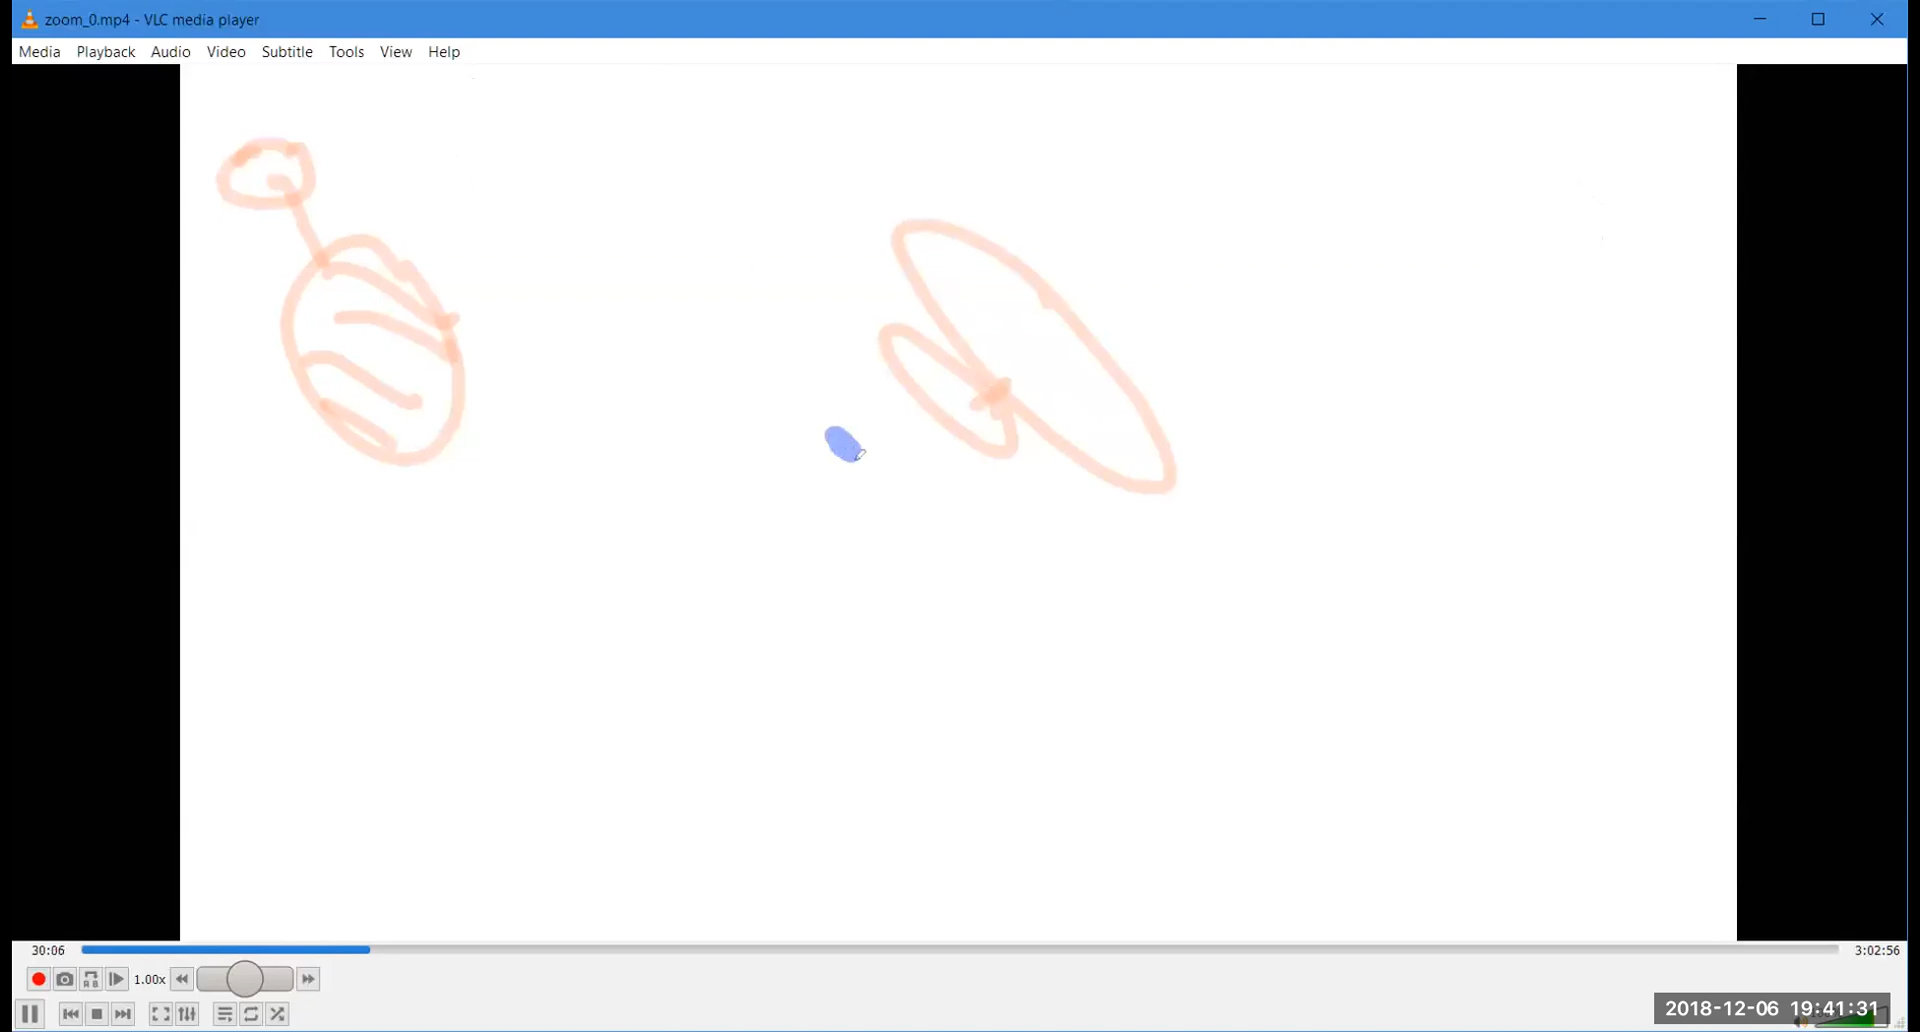 zoom_0.mp4 - VLC media player
Media Playback Audio Video Subtitle Tools View Help
30:06 3:02:56
1.00x
2018-12-06 19:41:31